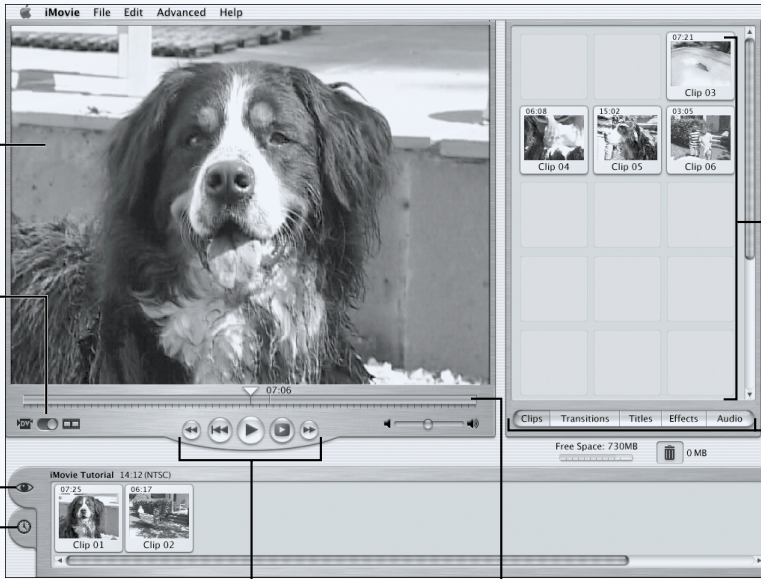 iMovie File Edit Advanced Help
07:21
Clip 03
06:08 15:02 03:05
Clip 04 Clip 05 Clip 06
07:06
DV
Clips Transitions Titles Effects Audio
Free Space: 730MB
0 MB
iMovie Tutorial 14:12 (NTSC)
07:25 06:17
Clip 01 Clip 02